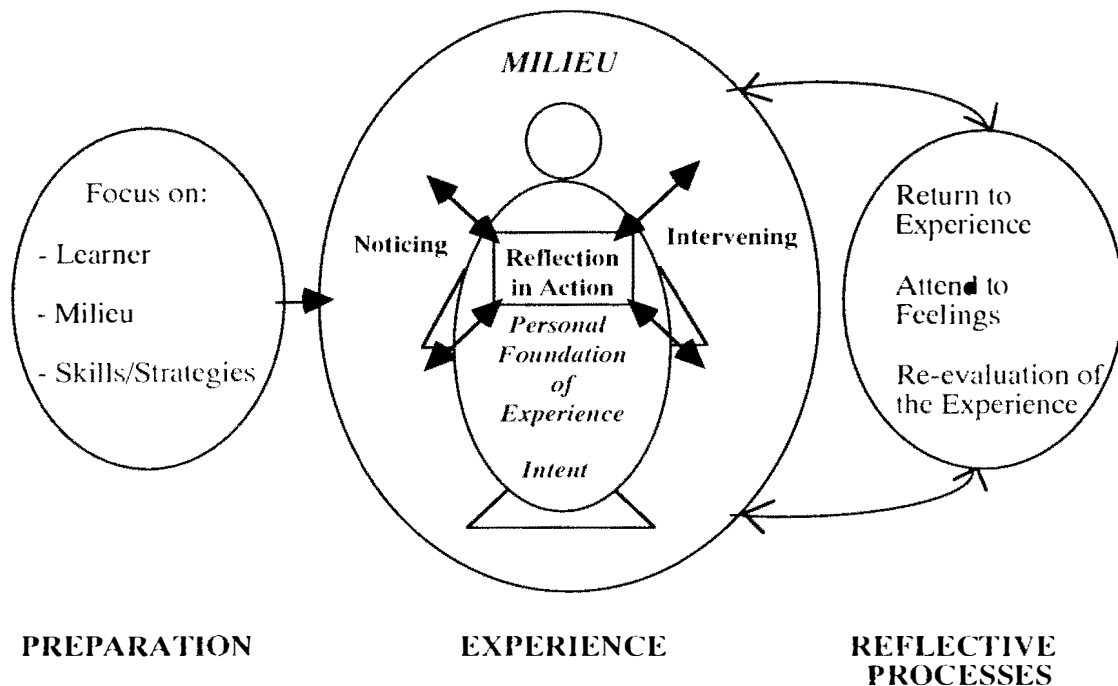 MILIEU
Focus on:
- Learner
- Milieu
- Skills/Strategies
Noticing
Intervening
Reflection
in Action
Personal
Foundation
of
Experience
Intent
Return to
Experience
Attend to
Feelings
Re-evaluation of
the Experience
PREPARATION
EXPERIENCE
REFLECTIVE
PROCESSES